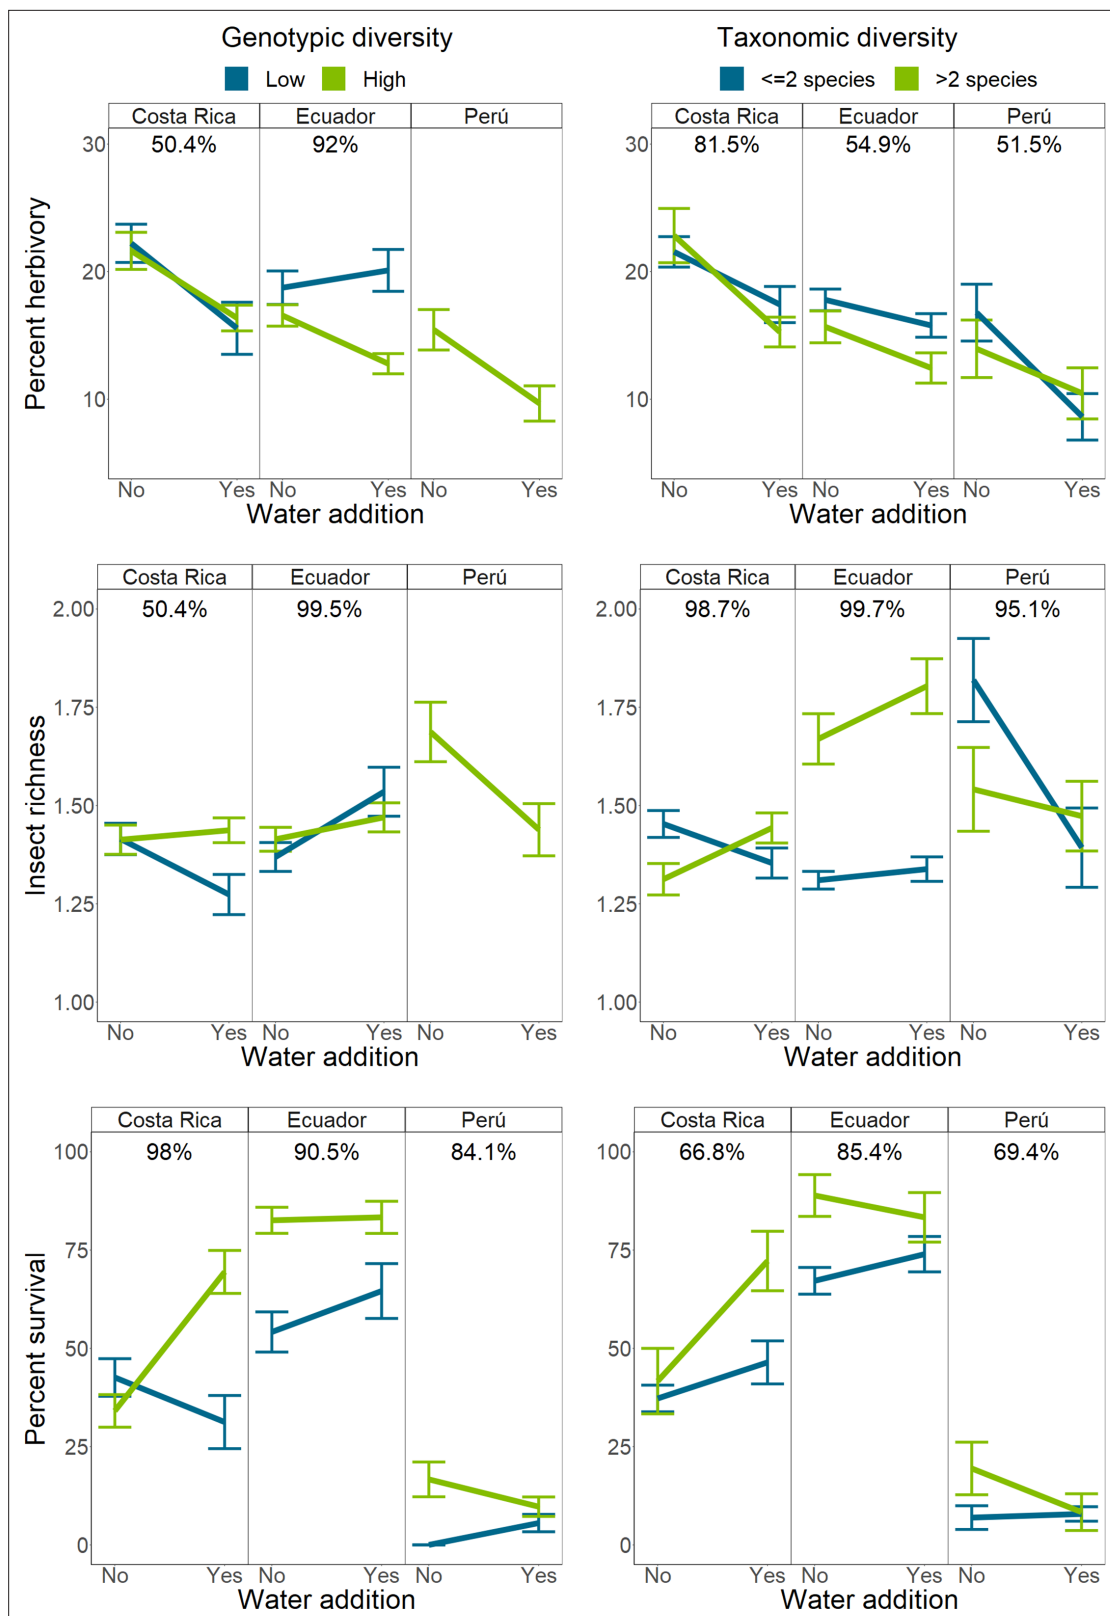 Genotypic diversity
Low High
Taxonomic diversity
<=2 species >2 species
Costa Rica Ecuador Perú
50.4% 92%
Percent herbivory
30
20
10
No Yes No Yes No Yes
Water addition
Costa Rica Ecuador Perú
81.5% 54.9% 51.5%
30
20
10
No Yes No Yes No Yes
Water addition
Costa Rica Ecuador Perú
50.4% 99.5%
Insect richness
2.00
1.75
1.50
1.25
1.00
No Yes No Yes No Yes
Water addition
Costa Rica Ecuador Perú
98.7% 99.7% 95.1%
2.00
1.75
1.50
1.25
1.00
No Yes No Yes No Yes
Water addition
Costa Rica Ecuador Perú
98% 90.5% 84.1%
Percent survival
100
75
50
25
0
No Yes No Yes No Yes
Water addition
Costa Rica Ecuador Perú
66.8% 85.4% 69.4%
100
75
50
25
0
No Yes No Yes No Yes
Water addition